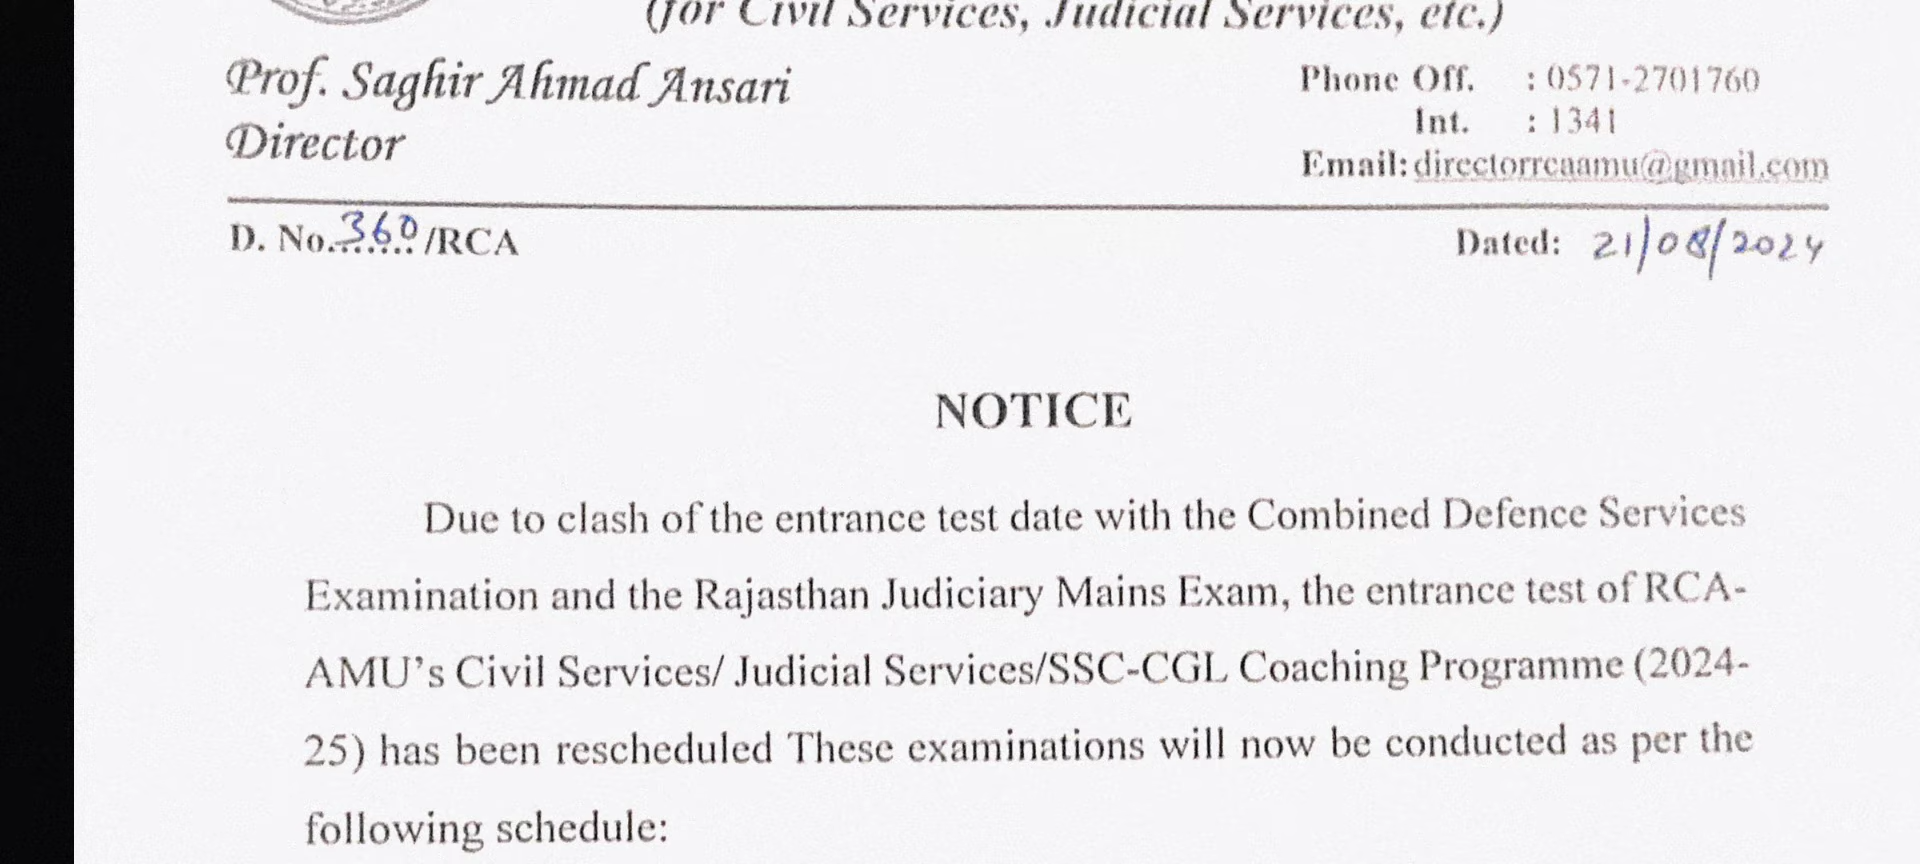 (for Civil Services, Judicial Services, etc.)
Prof. Saghir Ahmad Ansari
Director
Phone Off. : 0571-2701760
Int. : 1341
Email: directorrcaamu@gmail.com
D. No.360/RCA
Dated: 21/08/2024
NOTICE
Due to clash of the entrance test date with the Combined Defence Services
Examination and the Rajasthan Judiciary Mains Exam, the entrance test of RCA-
AMU's Civil Services/ Judicial Services/SSC-CGL Coaching Programme (2024-
25) has been rescheduled These examinations will now be conducted as per the
following schedule: